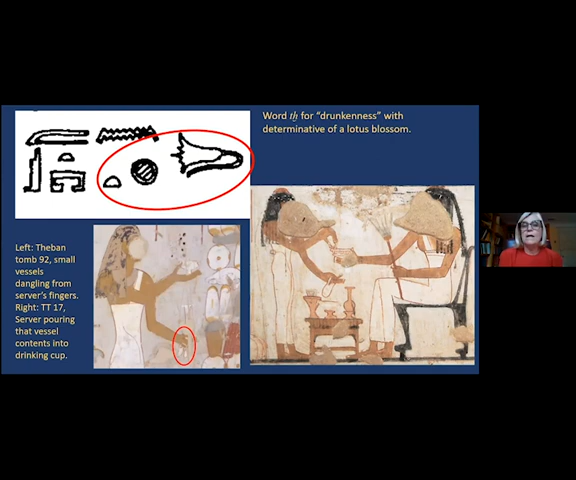 Word tḫ for “drunkenness” with
determinative of a lotus blossom.
Left: Theban
tomb 92, small
vessels
dangling from
server’s fingers.
Right: TT 17,
Server pouring
that vessel
contents into
drinking cup.